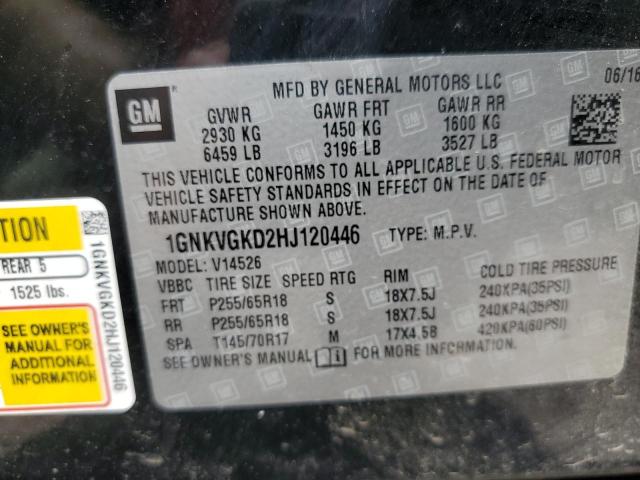 MFD BY GENERAL MOTORS LLC 06/16
GM
GVWR GAWR FRT GAWR RR
2930 KG 1450 KG 1600 KG
6459 LB 3196 LB 3527 LB
THIS VEHICLE CONFORMS TO ALL APPLICABLE U.S. FEDERAL MOTOR
VEHICLE SAFETY STANDARDS IN EFFECT ON THE DATE OF
MANUFACTURE SHOWN ABOVE.
1GNKVGKD2HJ120446 TYPE: M.P.V.
MODEL: V14526
VBBC TIRE SIZE SPEED RTG RIM COLD TIRE PRESSURE
FRT P255/65R18 S 18X7.5J 240KPA(35PSI)
RR P255/65R18 S 18X7.5J 240KPA(35PSI)
SPA T145/70R17 M 17X4.5B 420KPA(60PSI)
SEE OWNER'S MANUAL FOR MORE INFORMATION.
TION
REAR 5
1525 lbs.
SEE OWNER'S
MANUAL FOR
ADDITIONAL
INFORMATION
1GNKVGKD2HJ120446